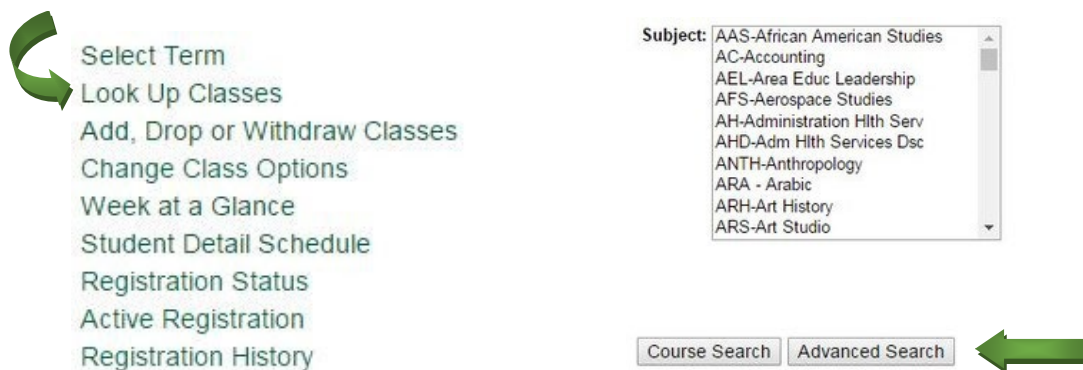 Select Term
Look Up Classes
Add, Drop or Withdraw Classes
Change Class Options
Week at a Glance
Student Detail Schedule
Registration Status
Active Registration
Registration History
Subject: AAS-African American Studies
AC-Accounting
AEL-Area Educ Leadership
AFS-Aerospace Studies
AH-Administration Hlth Serv
AHD-Adm Hlth Services Dsc
ANTH-Anthropology
ARA - Arabic
ARH-Art History
ARS-Art Studio
Course Search Advanced Search